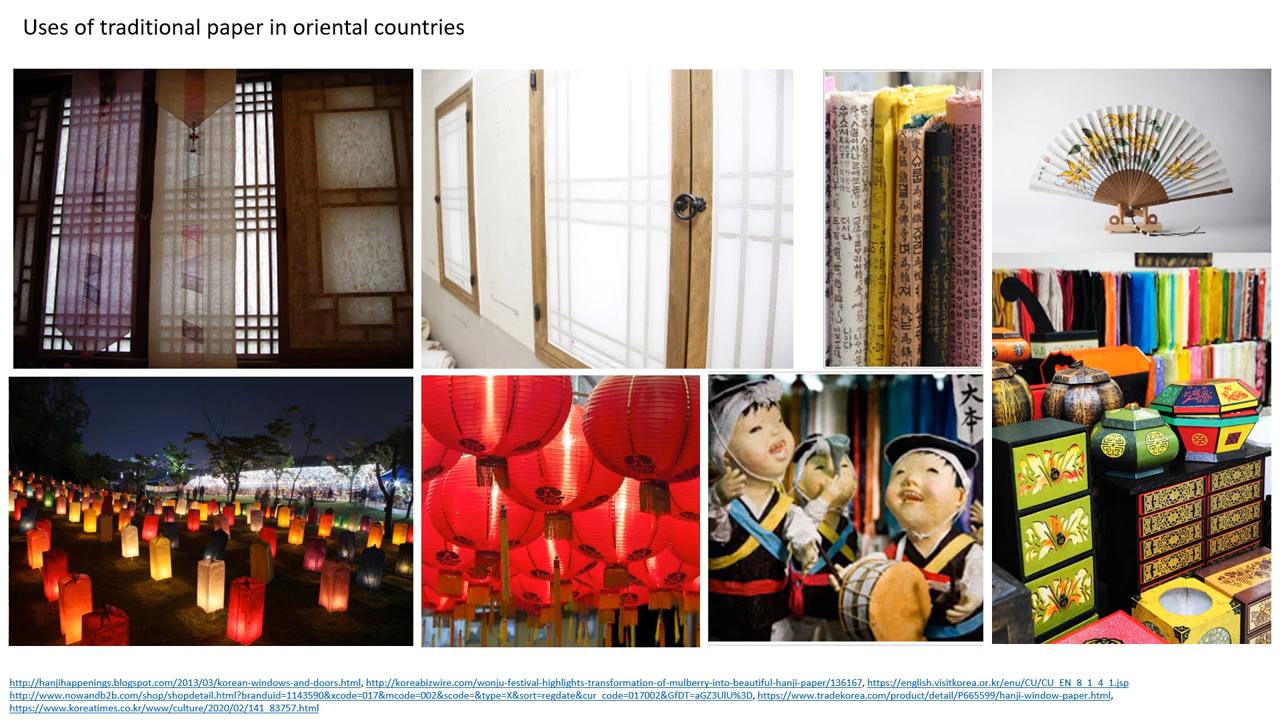 Uses of traditional paper in oriental countries
大
本
http://hanjihappenings.blogspot.com/2013/03/korean-windows-and-doors.html, http://koreabizwire.com/wonju-festival-highlights-transformation-of-mulberry-into-beautiful-hanji-paper/136167, https://english.visitkorea.or.kr/enu/CU/CU_EN_8_1_4_1.jsp
http://www.nowandb2b.com/shop/shopdetail.html?branduid=1143590&xcode=017&mcode=002&scode=&type=X&sort=regdate&cur_code=017002&GfDT=aGZ3UlU%3D, https://www.tradekorea.com/product/detail/P665599/hanji-window-paper.html,
https://www.koreatimes.co.kr/www/culture/2020/02/141_83757.html